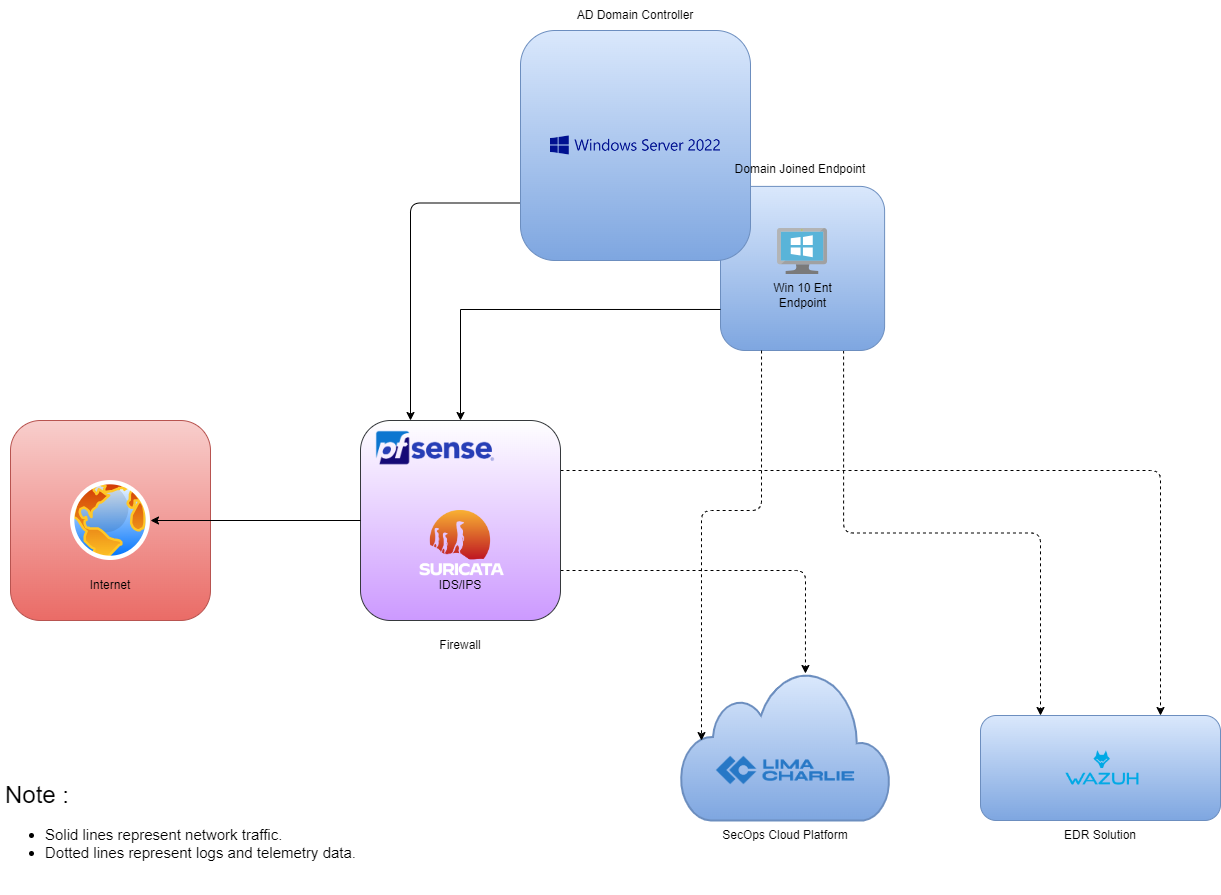 AD Domain Controller
Windows Server 2022
Domain Joined Endpoint
Win 10 Ent
Endpoint
pfsense
SURICATA
IDS/IPS
Internet
Firewall
LIMA
CHARLIE
WAZUH
SecOps Cloud Platform
EDR Solution
Note :
• Solid lines represent network traffic.
• Dotted lines represent logs and telemetry data.